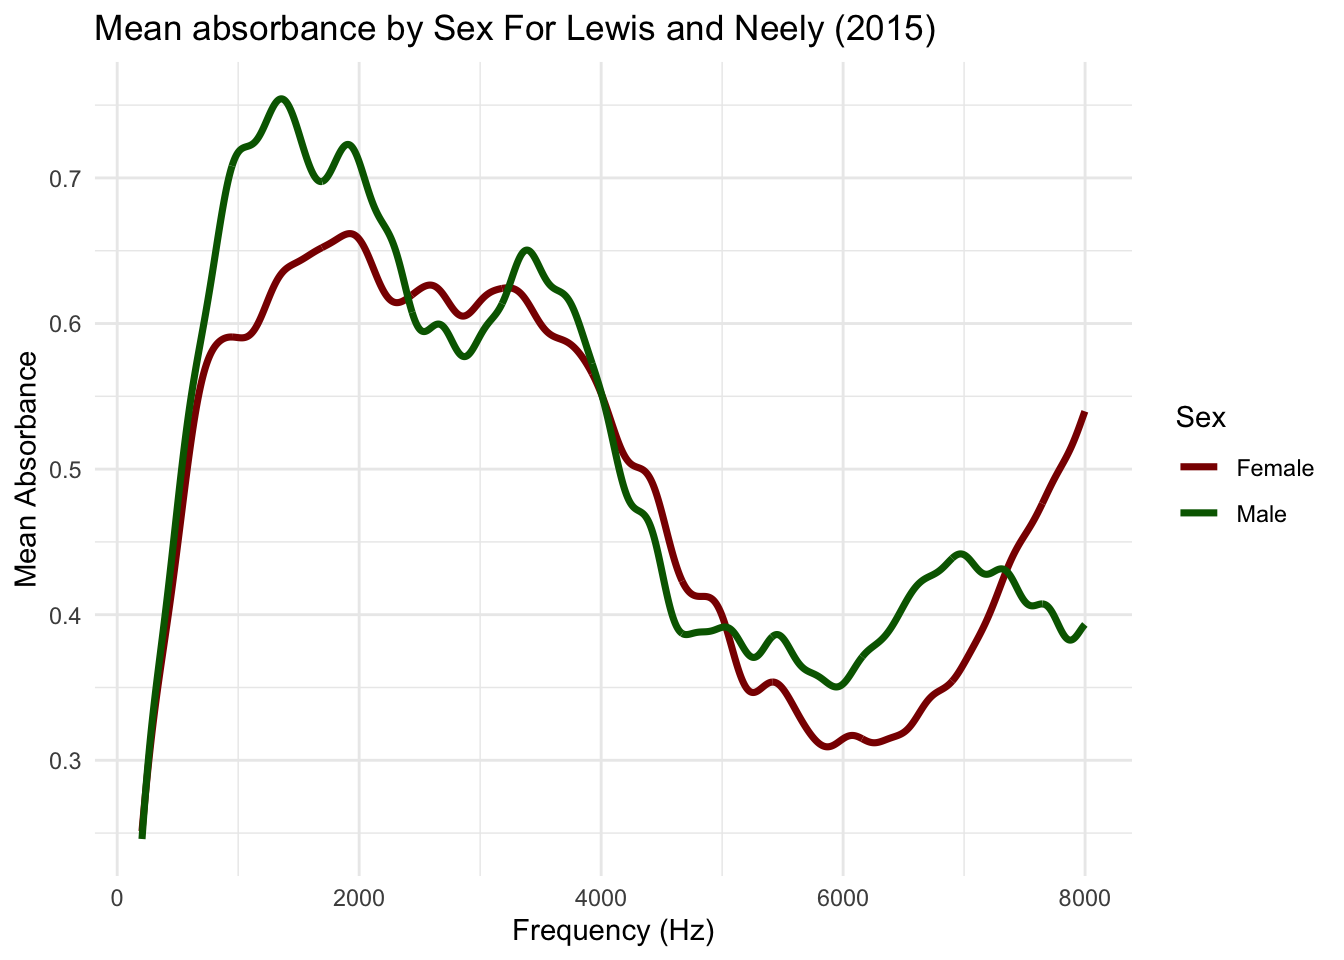 Mean absorbance by Sex For Lewis and Neely (2015)
Mean Absorbance
0.7
0.6
0.5
0.4
0.3
0 2000 4000 6000 8000
Frequency (Hz)
Sex
Female
Male